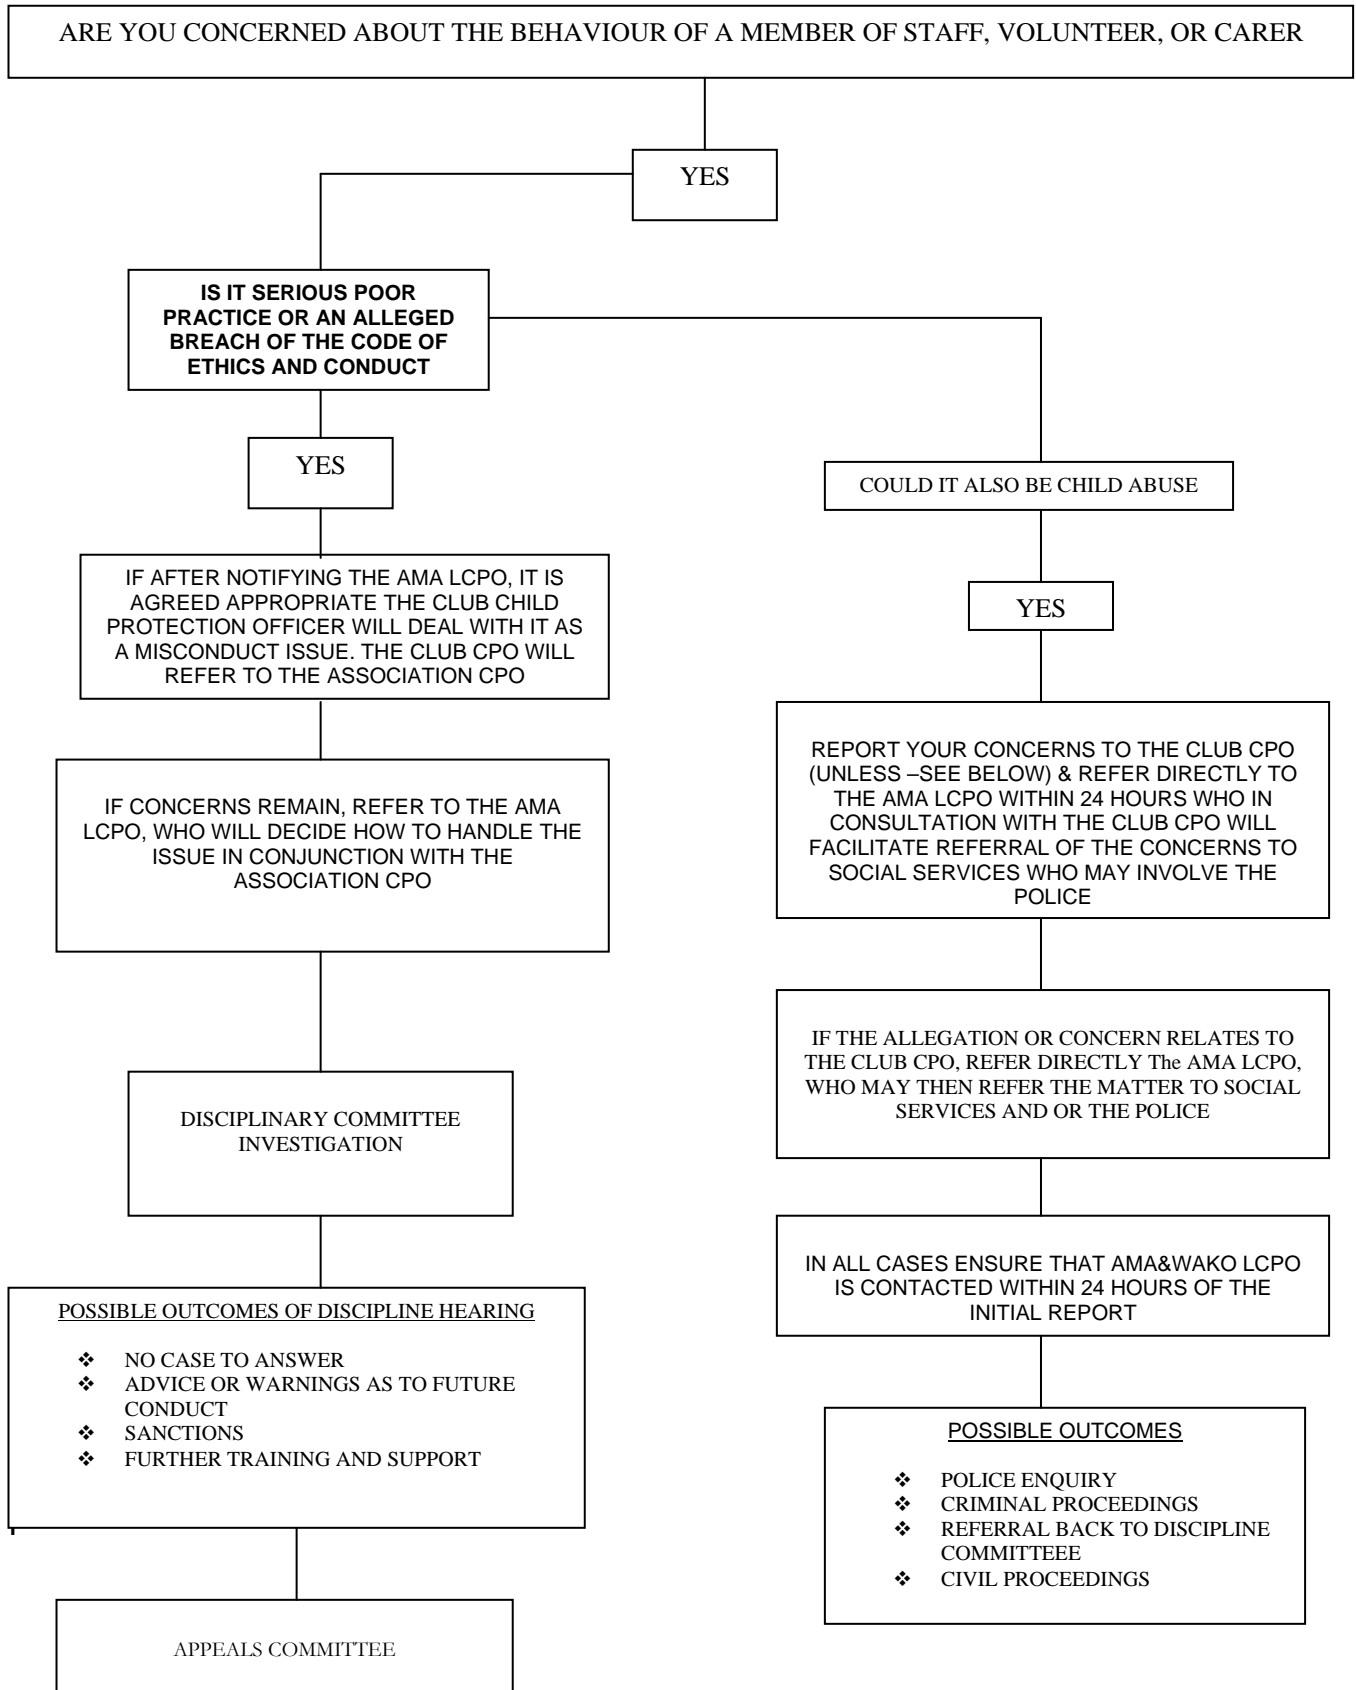 ARE YOU CONCERNED ABOUT THE BEHAVIOUR OF A MEMBER OF STAFF, VOLUNTEER, OR CARER
YES
IS IT SERIOUS POOR
PRACTICE OR AN ALLEGED
BREACH OF THE CODE OF
ETHICS AND CONDUCT
YES
IF AFTER NOTIFYING THE AMA LCPO, IT IS
AGREED APPROPRIATE THE CLUB CHILD
PROTECTION OFFICER WILL DEAL WITH IT AS
A MISCONDUCT ISSUE. THE CLUB CPO WILL
REFER TO THE ASSOCIATION CPO
IF CONCERNS REMAIN, REFER TO THE AMA
LCPO, WHO WILL DECIDE HOW TO HANDLE THE
ISSUE IN CONJUNCTION WITH THE
ASSOCIATION CPO
DISCIPLINARY COMMITTEE
INVESTIGATION
POSSIBLE OUTCOMES OF DISCIPLINE HEARING
❖ NO CASE TO ANSWER
❖ ADVICE OR WARNINGS AS TO FUTURE
CONDUCT
❖ SANCTIONS
❖ FURTHER TRAINING AND SUPPORT
APPEALS COMMITTEE
COULD IT ALSO BE CHILD ABUSE
YES
REPORT YOUR CONCERNS TO THE CLUB CPO
(UNLESS –SEE BELOW) & REFER DIRECTLY TO
THE AMA LCPO WITHIN 24 HOURS WHO IN
CONSULTATION WITH THE CLUB CPO WILL
FACILITATE REFERRAL OF THE CONCERNS TO
SOCIAL SERVICES WHO MAY INVOLVE THE
POLICE
IF THE ALLEGATION OR CONCERN RELATES TO
THE CLUB CPO, REFER DIRECTLY The AMA LCPO,
WHO MAY THEN REFER THE MATTER TO SOCIAL
SERVICES AND OR THE POLICE
IN ALL CASES ENSURE THAT AMA&WAKO LCPO
IS CONTACTED WITHIN 24 HOURS OF THE
INITIAL REPORT
POSSIBLE OUTCOMES
❖ POLICE ENQUIRY
❖ CRIMINAL PROCEEDINGS
❖ REFERRAL BACK TO DISCIPLINE
COMMITTEEE
❖ CIVIL PROCEEDINGS